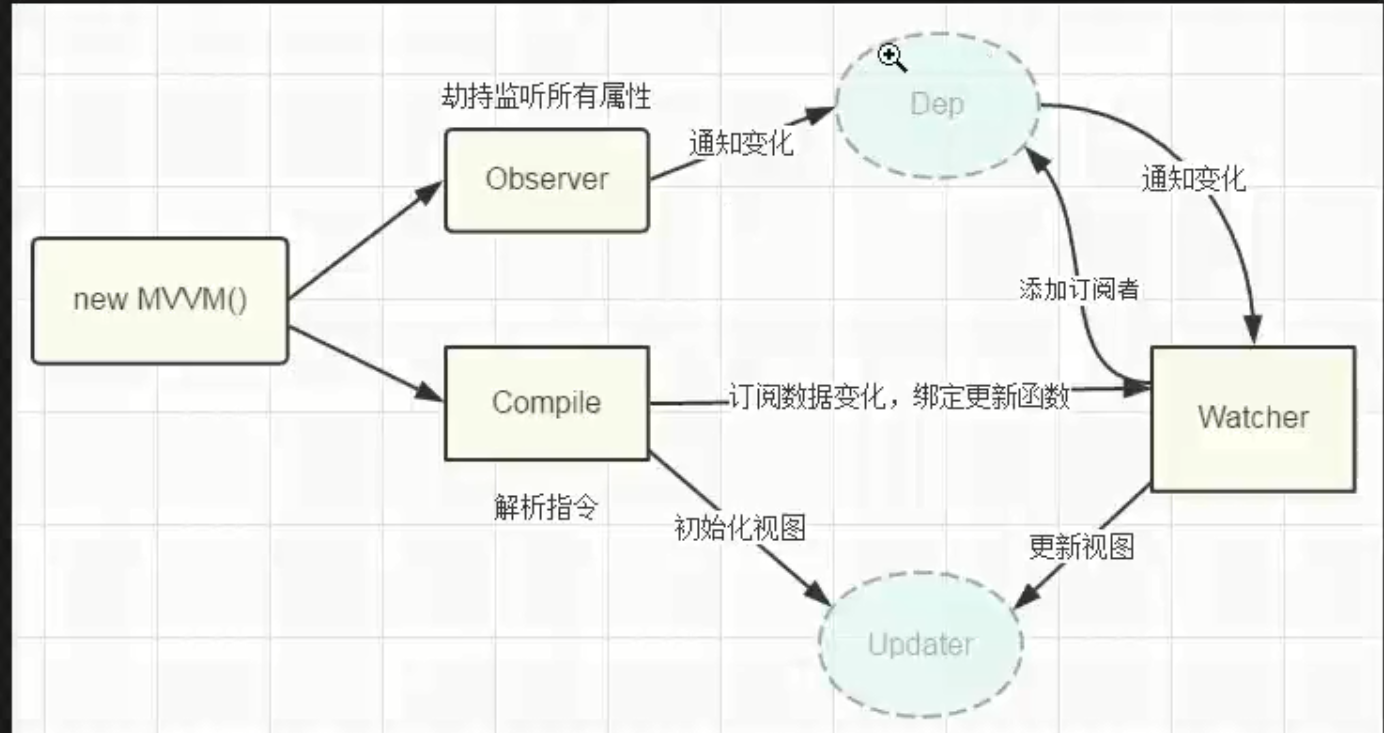 劫持监听所有属性
Observer
通知变化
Dep
通知变化
new MVVM()
添加订阅者
Compile
订阅数据变化，绑定更新函数
Watcher
解析指令
初始化视图
更新视图
Updater